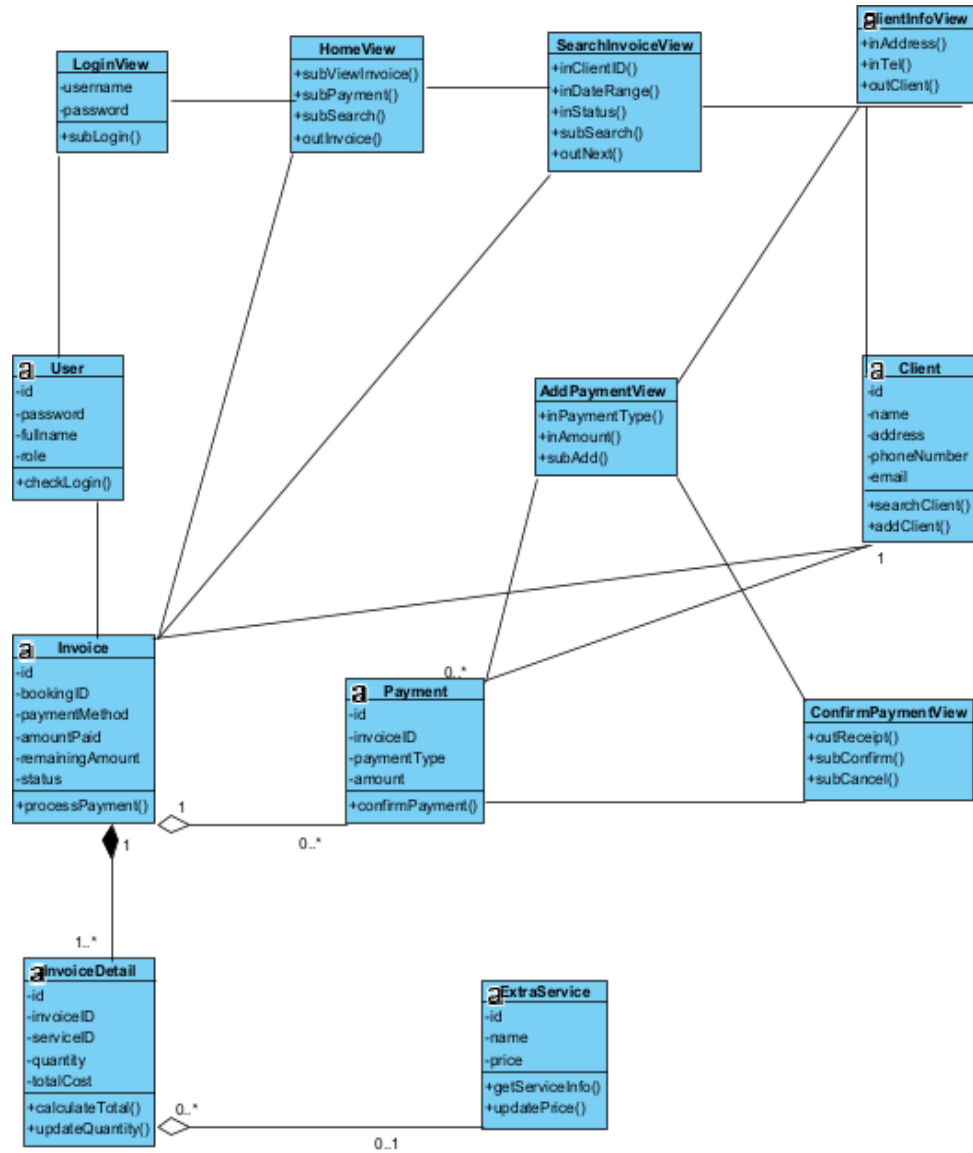 LoginView
-username
-password
+subLogin()
HomeView
+subViewInvoice()
+subPayment()
+subSearch()
+outInvoice()
SearchInvoiceView
+inClientID()
+inDateRange()
+inStatus()
+subSearch()
+outNext()
a
lientInfoView
+inAddress()
+inTel()
+outClient()
a
User
-id
-password
-fullname
-role
+checkLogin()
AddPaymentView
+inPaymentType()
+inAmount()
+subAdd()
a
Client
-id
-name
-address
-phoneNumber
-email
+searchClient()
+addClient()
1
a
Invoice
-id
-bookingID
-paymentMethod
-amountPaid
-remainingAmount
-status
+processPayment()
0..*
a
Payment
-id
-invoiceID
-paymentType
-amount
+confirmPayment()
ConfirmPaymentView
+outReceipt()
+subConfirm()
+subCancel()
1
0..*
1
1..*
a
InvoiceDetail
-id
-invoiceID
-serviceID
-quantity
-totalCost
+calculateTotal()
+updateQuantity()
a
ExtraService
-id
-name
-price
+getServiceInfo()
+updatePrice()
0..*
0..1